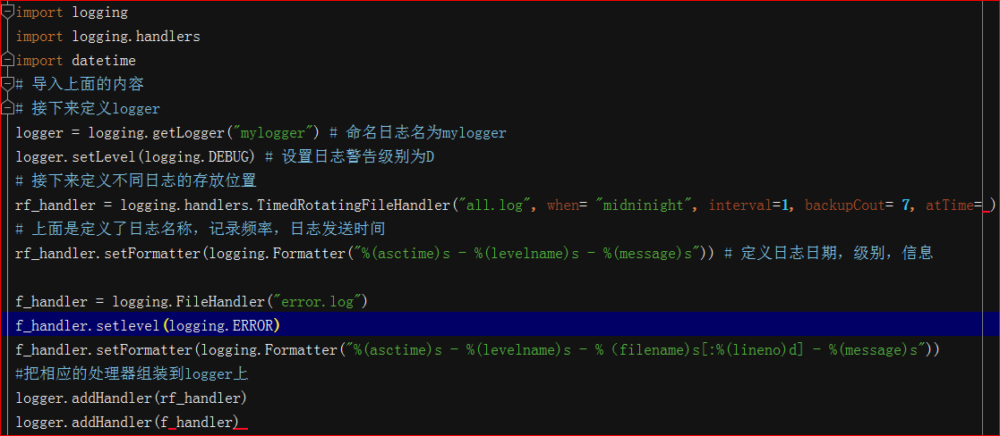 import logging
import logging.handlers
import datetime
# 导入上面的内容
# 接下来定义logger
logger = logging.getLogger("mylogger") # 命名日志名为mylogger
logger.setLevel(logging.DEBUG) # 设置日志警告级别为D
# 接下来定义不同日志的存放位置
rf_handler = logging.handlers.TimedRotatingFileHandler("all.log", when= "midninight", interval=1, backupCout= 7, atTime=_)
# 上面是定义了日志名称，记录频率，日志发送时间
rf_handler.setFormatter(logging.Formatter("%(asctime)s - %(levelname)s - %(message)s")) # 定义日志日期，级别，信息
f_handler = logging.FileHandler("error.log")
f_handler.setlevel(logging.ERROR)
f_handler.setFormatter(logging.Formatter("%(asctime)s - %(levelname)s - %（filename)s[:%(lineno)d] - %(message)s"))
#把相应的处理器组装到logger上
logger.addHandler(rf_handler)
logger.addHandler(f_handler)